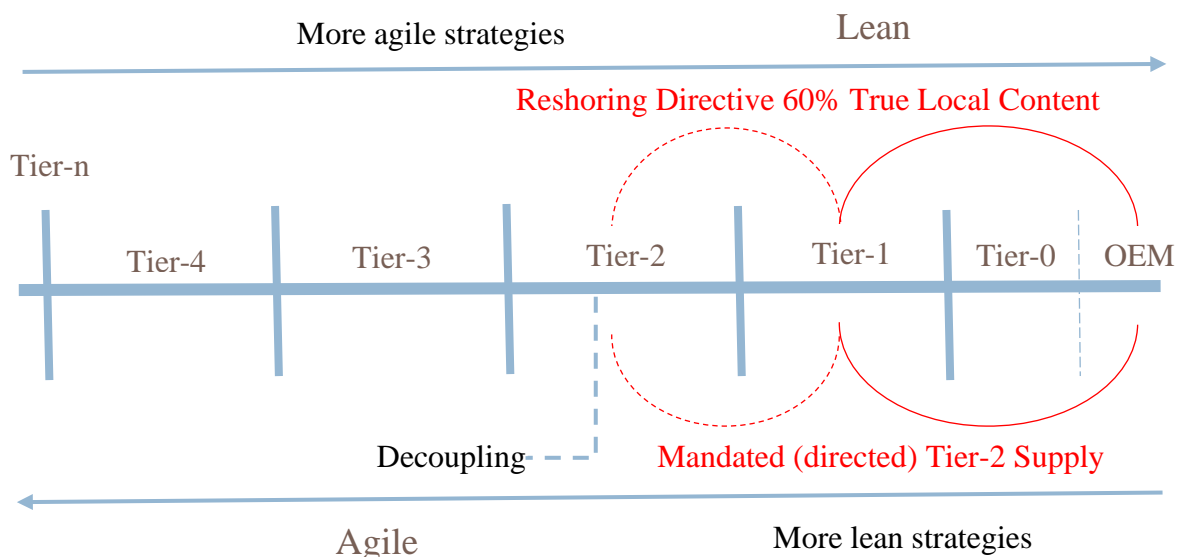 More agile strategies
Lean
Reshoring Directive 60% True Local Content
Tier-n
Tier-4
Tier-3
Tier-2
Tier-1
Tier-0
OEM
Decoupling
Mandated (directed) Tier-2 Supply
Agile
More lean strategies